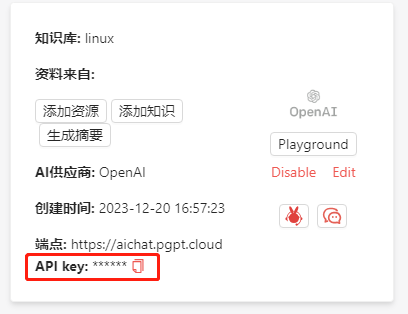 知识库: linux
资料来自:
添加资源 添加知识
生成摘要
OpenAI
Playground
AI供应商: OpenAI
Disable Edit
创建时间: 2023-12-20 16:57:23
端点: https://aichat.pgpt.cloud
API key: ******